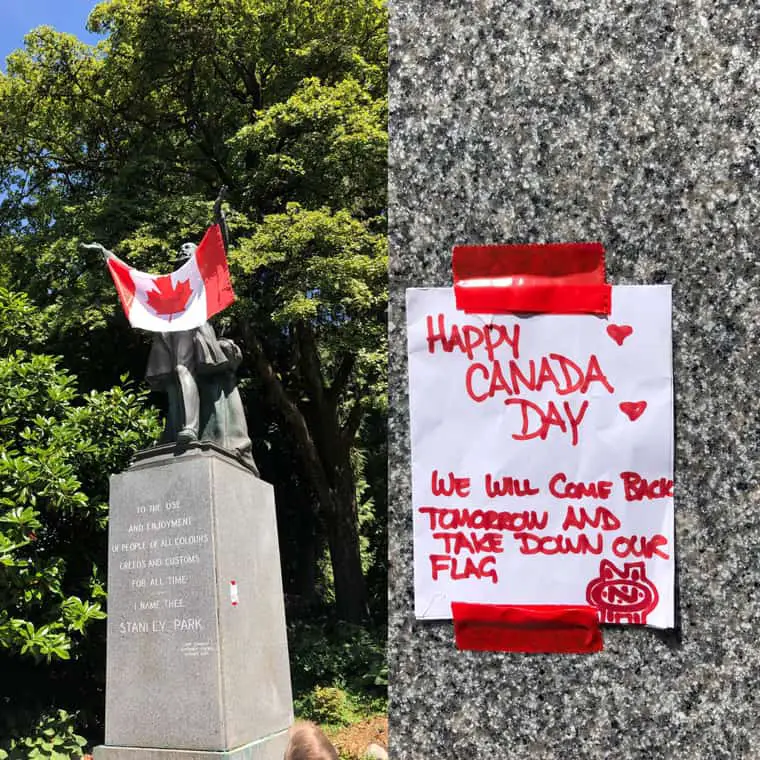 TO THE USE
AND ENJOYMENT
OF PEOPLE OF ALL COLOURS
CREEDS AND CUSTOMS
FOR ALL TIME
I NAME THEE
STANLEY PARK
HAPPY
CANADA
DAY
WE WILL COME BACK
TOMORROW AND
TAKE DOWN OUR
FLAG
N